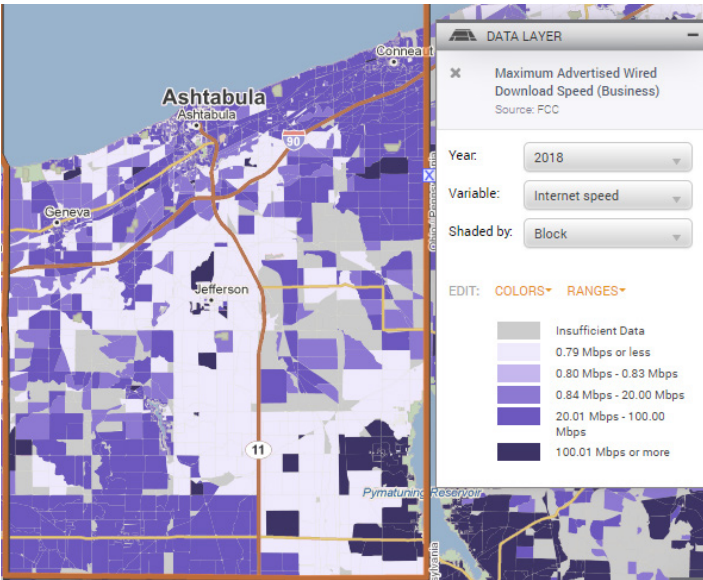 Conneaut
Ashtabula
Ashtabula
90
Geneva
Jefferson
11
Pymatuning Reservoir
DATA LAYER
Maximum Advertised Wired
Download Speed (Business)
Source: FCC
Year:
2018
Variable:
Internet speed
Shaded by:
Block
EDIT:
COLORS
RANGES
Insufficient Data
0.79 Mbps or less
0.80 Mbps - 0.83 Mbps
0.84 Mbps - 20.00 Mbps
20.01 Mbps - 100.00
Mbps
100.01 Mbps or more